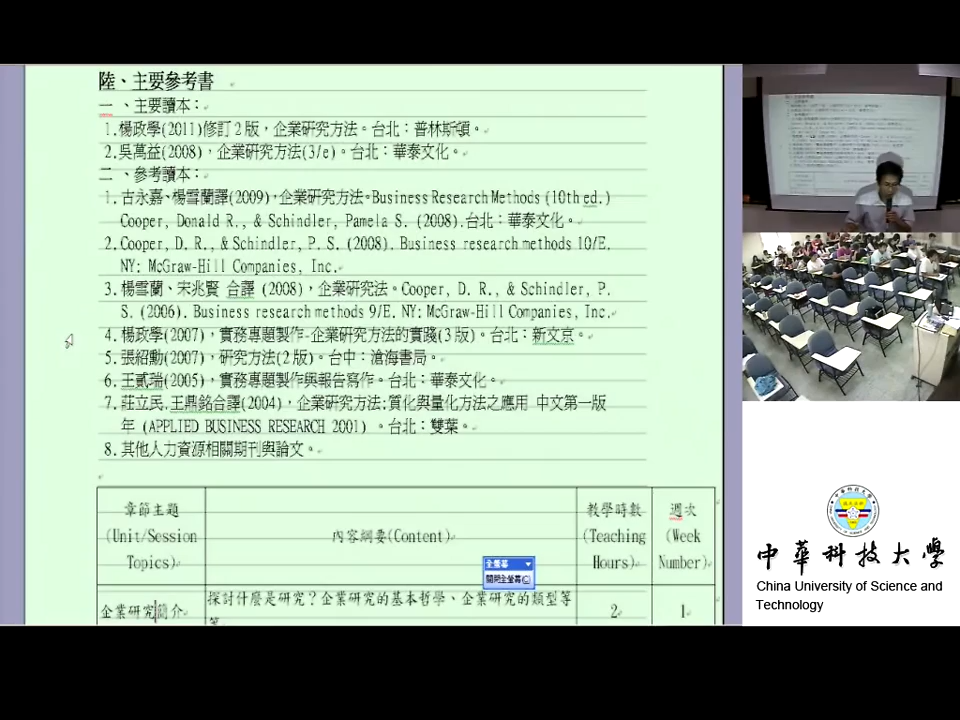 陸、主要參考書
一 、主要讀本：
1.楊政學(2011)修訂2版，企業研究方法。台北：普林斯頓。
2.吳萬益(2008)，企業研究方法(3/e)。台北：華泰文化。
二 、參考讀本：
1.古永嘉、楊雪蘭譯(2009)，企業研究方法。Business Research Methods (10th ed.)
Cooper, Donald R., & Schindler, Pamela S. (2008).台北：華泰文化。
2.Cooper, D. R., & Schindler, P. S. (2008). Business research methods 10/E.
NY: McGraw-Hill Companies, Inc.
3.楊雪蘭、宋兆賢 合譯 (2008)，企業研究法。Cooper, D. R., & Schindler, P.
S. (2006). Business research methods 9/E. NY: McGraw-Hill Companies, Inc.
4.楊政學(2007)，實務專題製作-企業研究方法的實踐(3版)。台北：新文京。
5.張紹勳(2007)，研究方法(2版)。台中：滄海書局。
6.王貳瑞(2005)，實務專題製作與報告寫作。台北：華泰文化。
7.莊立民.王鼎銘合譯(2004)，企業研究方法:質化與量化方法之應用 中文第一版
年 (APPLIED BUSINESS RESEARCH 2001) 。台北：雙葉。
8.其他人力資源相關期刊與論文。
章節主題
(Unit/Session
Topics)
內容綱要(Content)
教學時數
(Teaching
Hours)
週次
(Week
Number)
全螢幕
關閉全螢幕(C)
企業研究簡介
探討什麼是研究？企業研究的基本哲學、企業研究的類型等
等
2
1
中華科技大學
China University of Science and
Technology